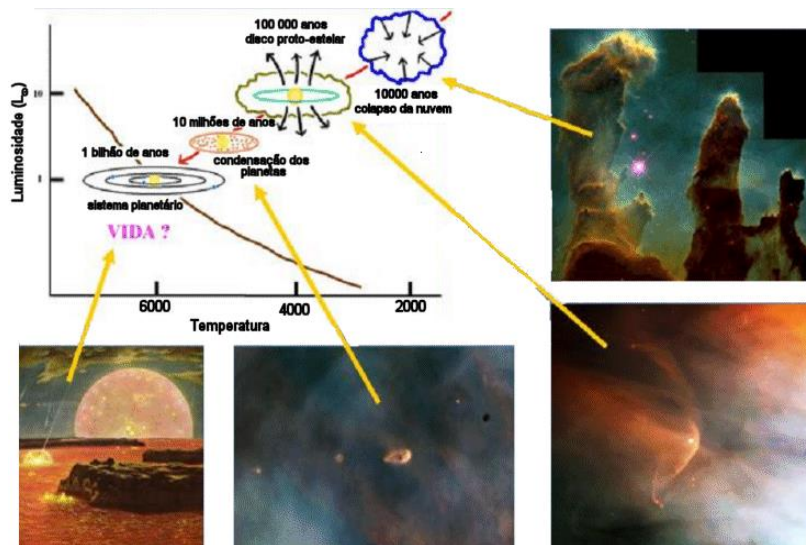 100 000 anos
disco proto-estelar
10000 anos
colapso da nuvem
10 milhões de anos
condensação dos
planetas
1 bilhão de anos
sistema planetário
VIDA ?
Luminosidade (L⊙)
10
1
6000
4000
2000
Temperatura